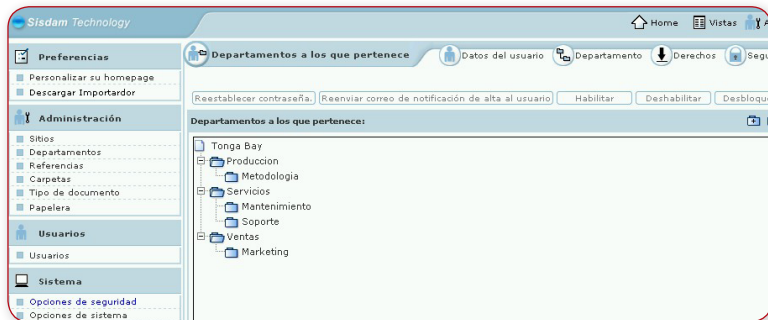 Sisdam Technology
Home Vistas
Preferencias
Personalizar su homepage
Descargar Importardor
Administración
Sitios
Departamentos
Referencias
Carpetas
Tipo de documento
Papelera
Usuarios
Usuarios
Sistema
Opciones de seguridad
Opciones de sistema
Departamentos a los que pertenece Datos del usuario Departamento Derechos Segu
Reestablecer contraseña. Reenviar correo de notificación de alta al usuario Habilitar Deshabilitar Desbloqu
Departamentos a los que pertenece:
Tonga Bay
Produccion
Metodologia
Servicios
Mantenimiento
Soporte
Ventas
Marketing